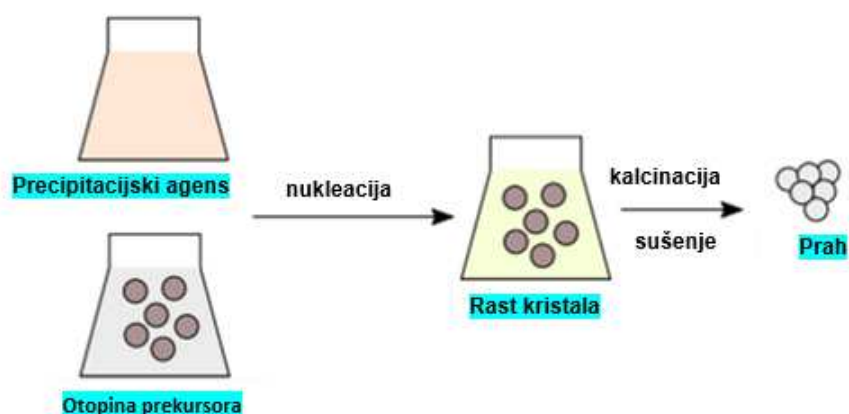 Precipitacijski agens
nukleacija
kalcinacija
sušenje
Prah
Rast kristala
Otopina prekursora